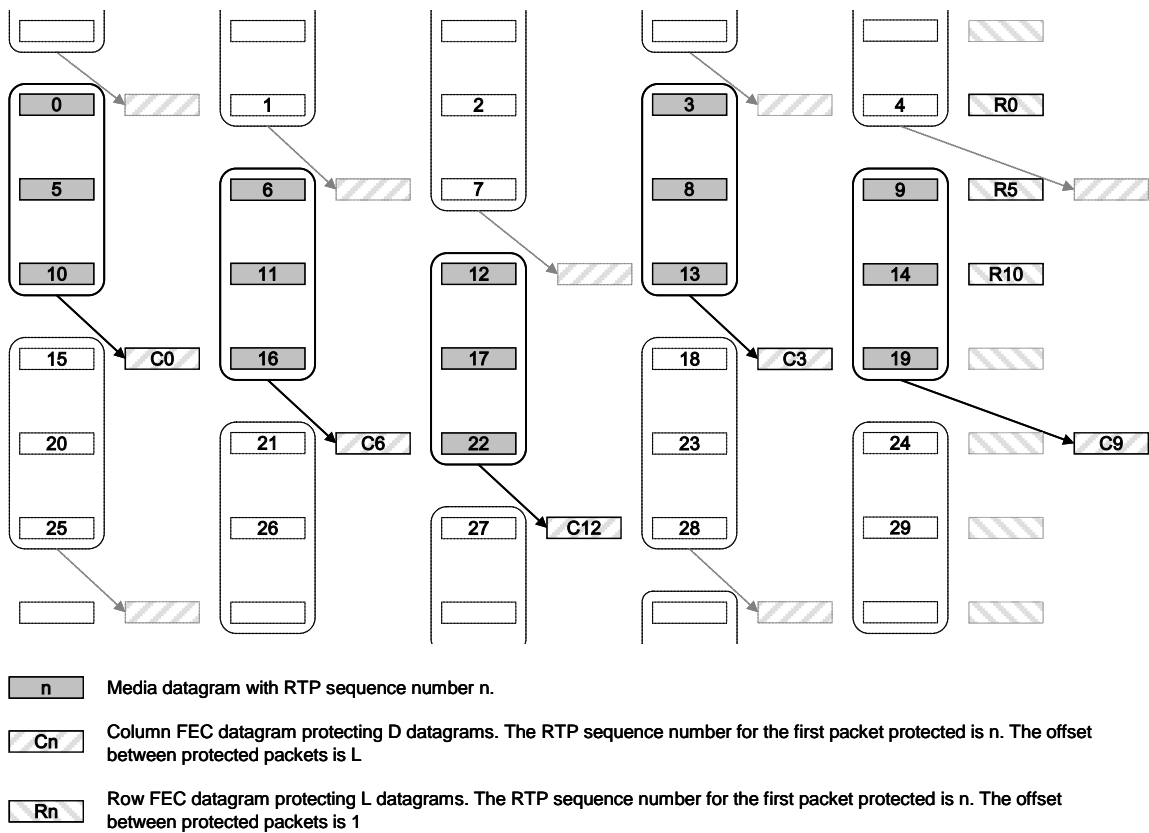 0 1 2 3 4 R0
5 6 7 8 9 R5
10 11 12 13 14 R10
15 C0 16 17 18 C3 19
20 21 C6 22 23 24 C9
25 26 27 C12 28 29
n Media datagram with RTP sequence number n.
Cn Column FEC datagram protecting D datagrams. The RTP sequence number for the first packet protected is n. The offset
between protected packets is L
Rn Row FEC datagram protecting L datagrams. The RTP sequence number for the first packet protected is n. The offset
between protected packets is 1